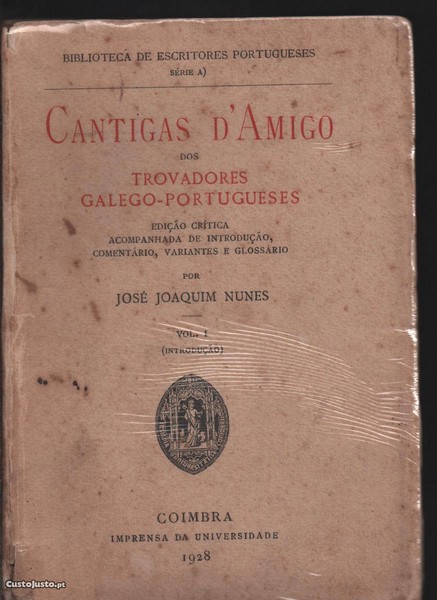 BIBLIOTECA DE ESCRITORES PORTUGUESES
SÉRIE A)
CANTIGAS D'AMIGO
DOS
TROVADORES
GALEGO-PORTUGUESES
EDIÇÃO CRÍTICA
ACOMPANHADA DE INTRODUÇÃO,
COMENTÁRIO, VARIANTES E GLOSSÁRIO
POR
JOSÉ JOAQUIM NUNES
VOL. I
(INTRODUÇÃO)
COIMBRA
IMPRENSA DA UNIVERSIDADE
1928
CustoJusto.pt